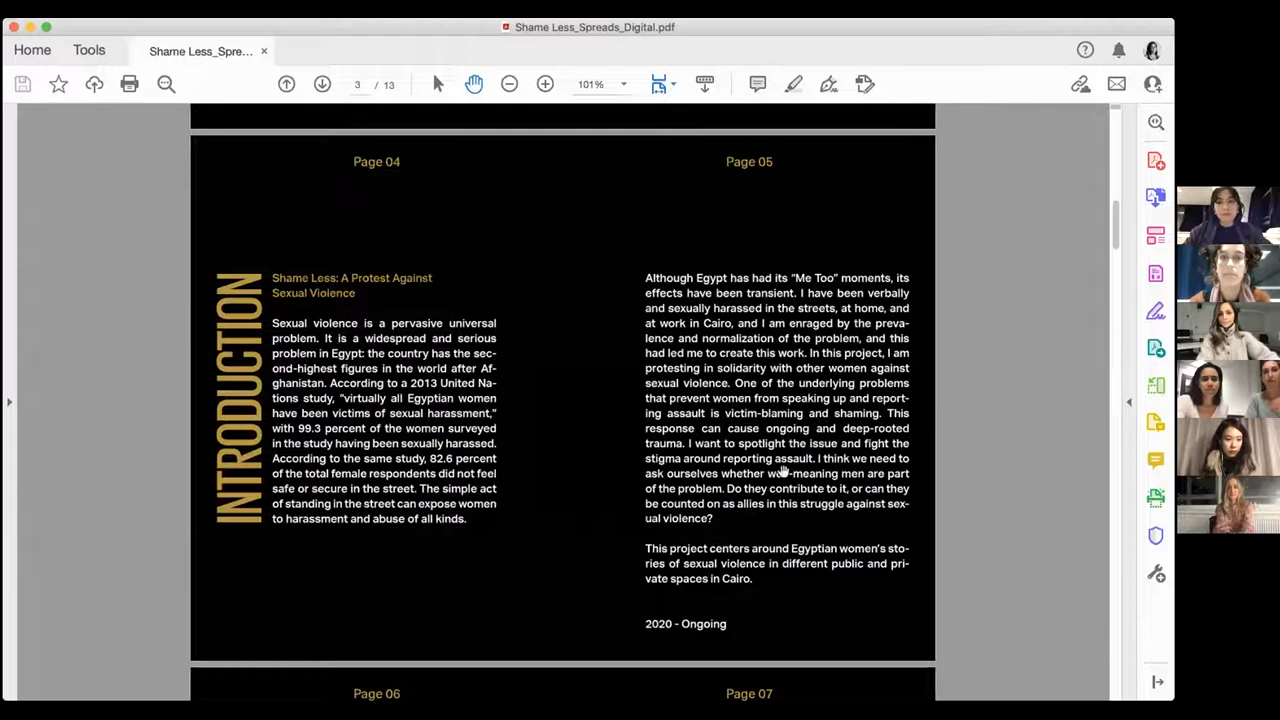 Shame Less_Spreads_Digital.pdf
Home
Tools
Shame Less_Spre...
3 / 13
101%
Page 04
Page 05
INTRODUCTION
Shame Less: A Protest Against
Sexual Violence
Sexual violence is a pervasive universal
problem. It is a widespread and serious
problem in Egypt: the country has the sec-
ond-highest figures in the world after Af-
ghanistan. According to a 2013 United Na-
tions study, “virtually all Egyptian women
have been victims of sexual harassment,”
with 99.3 percent of the women surveyed
in the study having been sexually harassed.
According to the same study, 82.6 percent
of the total female respondents did not feel
safe or secure in the street. The simple act
of standing in the street can expose women
to harassment and abuse of all kinds.
Although Egypt has had its “Me Too” moments, its
effects have been transient. I have been verbally
and sexually harassed in the streets, at home, and
at work in Cairo, and I am enraged by the preva-
lence and normalization of the problem, and this
had led me to create this work. In this project, I am
protesting in solidarity with other women against
sexual violence. One of the underlying problems
that prevent women from speaking up and report-
ing assault is victim-blaming and shaming. This
response can cause ongoing and deep-rooted
trauma. I want to spotlight the issue and fight the
stigma around reporting assault. I think we need to
ask ourselves whether well-meaning men are part
of the problem. Do they contribute to it, or can they
be counted on as allies in this struggle against sex-
ual violence?
This project centers around Egyptian women’s sto-
ries of sexual violence in different public and pri-
vate spaces in Cairo.
2020 - Ongoing
Page 06
Page 07